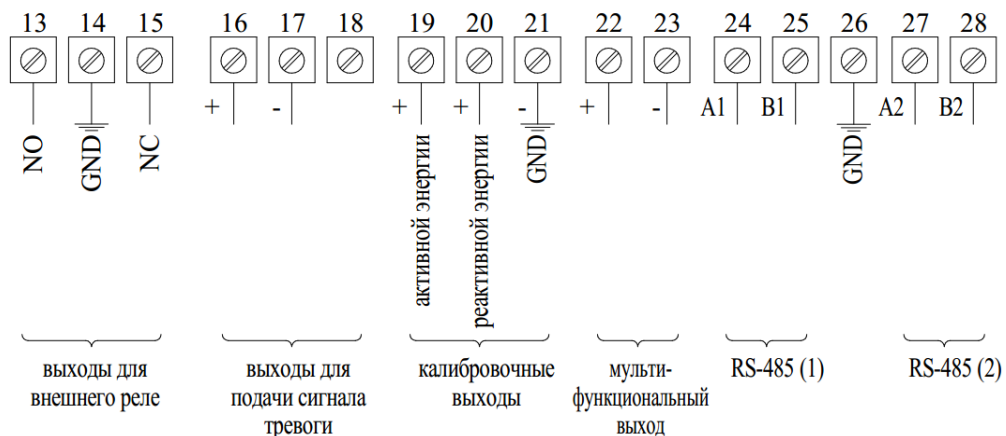 13 14 15 16 17 18 19 20 21 22 23 24 25 26 27 28
+ - + + - + - A1 B1 A2 B2
NO
GND
NC
активной энергии
реактивной энергии
GND
GND
выходы для
внешнего реле
выходы для
подачи сигнала
тревоги
калибровочные
выходы
мульти-
функциональный
выход
RS-485 (1)
RS-485 (2)